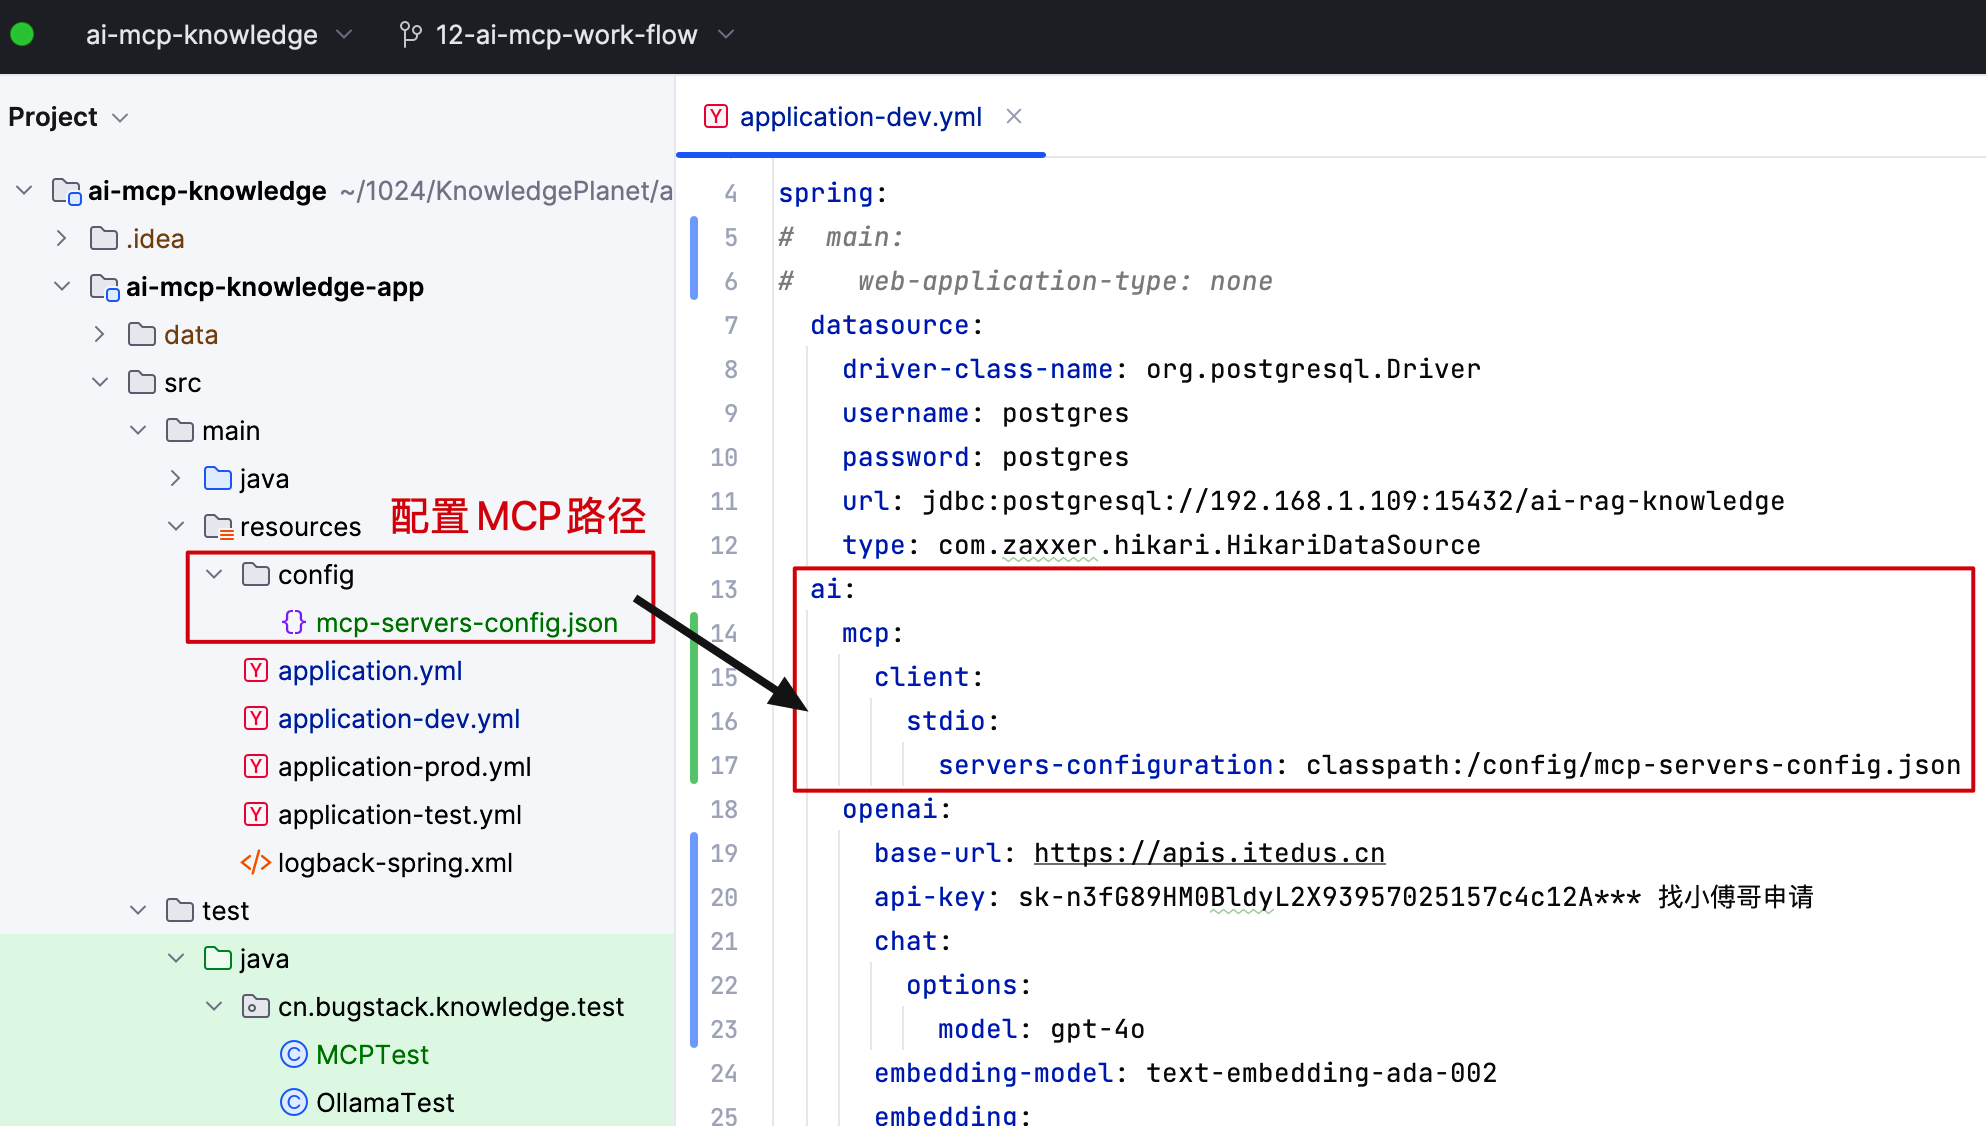 ai-mcp-knowledge
12-ai-mcp-work-flow
Project
ai-mcp-knowledge ~/1024/KnowledgePlanet/a
.idea
ai-mcp-knowledge-app
data
src
main
java
resources
配置 MCP 路径
config
{} mcp-servers-config.json
Y application.yml
Y application-dev.yml
Y application-prod.yml
Y application-test.yml
</> logback-spring.xml
test
java
cn.bugstack.knowledge.test
C MCPTest
C OllamaTest
Y application-dev.yml
4 spring:
5 #  main:
6 #    web-application-type: none
7   datasource:
8     driver-class-name: org.postgresql.Driver
9     username: postgres
10     password: postgres
11     url: jdbc:postgresql://192.168.1.109:15432/ai-rag-knowledge
12     type: com.zaxxer.hikari.HikariDataSource
13   ai:
14     mcp:
15       client:
16         stdio:
17           servers-configuration: classpath:/config/mcp-servers-config.json
18     openai:
19       base-url: https://apis.itedus.cn
20       api-key: sk-n3fG89HM0BldyL2X93957025157c4c12A*** 找小傅哥申请
21       chat:
22         options:
23           model: gpt-4o
24       embedding-model: text-embedding-ada-002
25       embedding: